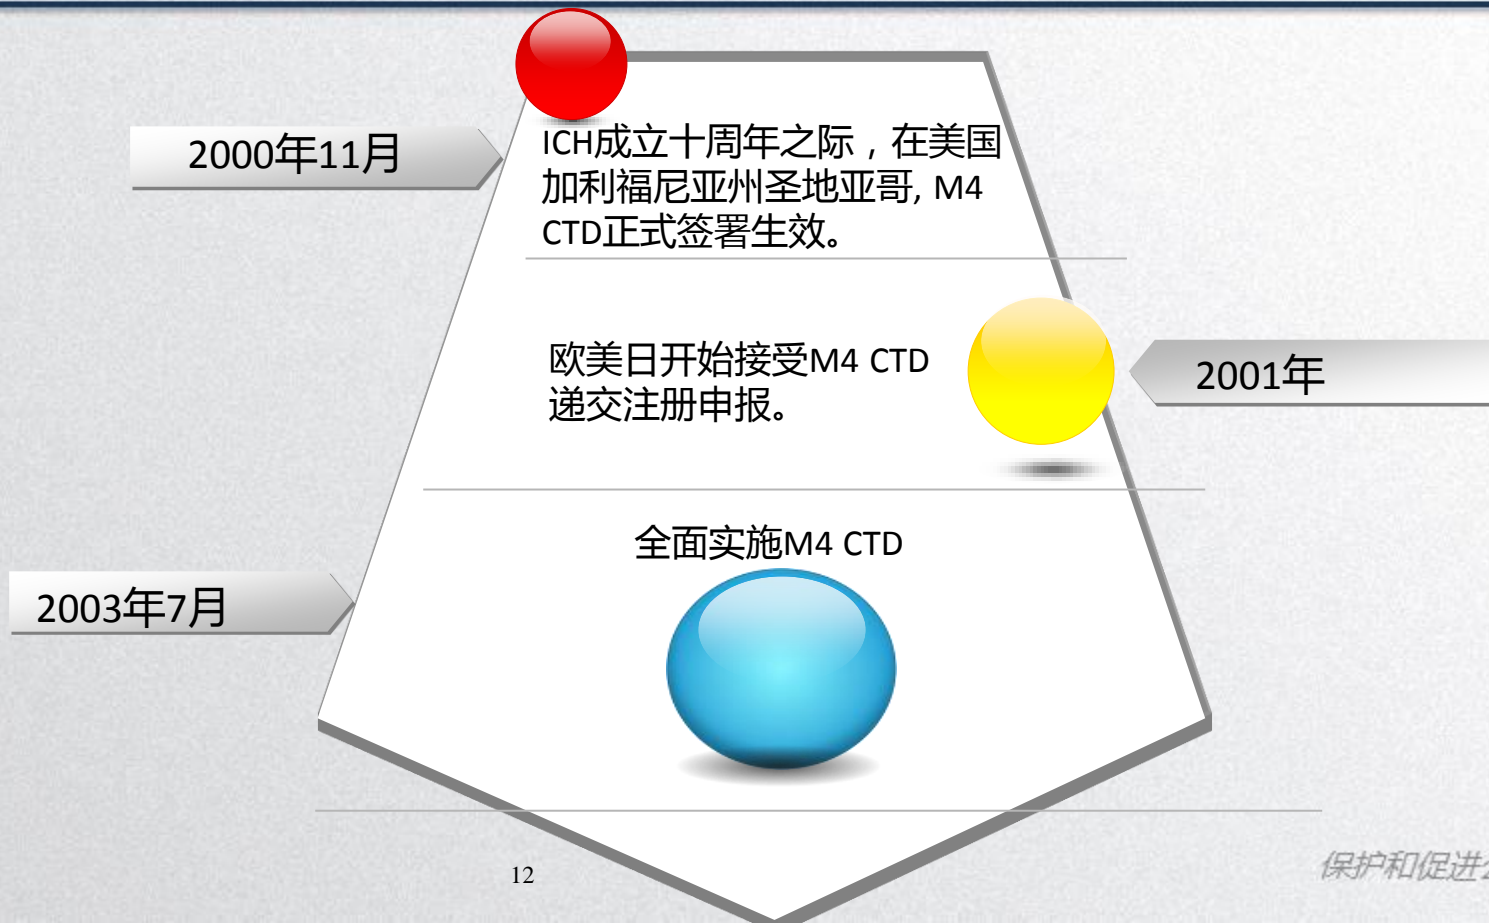 2000年11月
ICH成立十周年之际，在美国
加利福尼亚州圣地亚哥, M4
CTD正式签署生效。
欧美日开始接受M4 CTD
递交注册申报。
2001年
全面实施M4 CTD
2003年7月
12
保护和促进